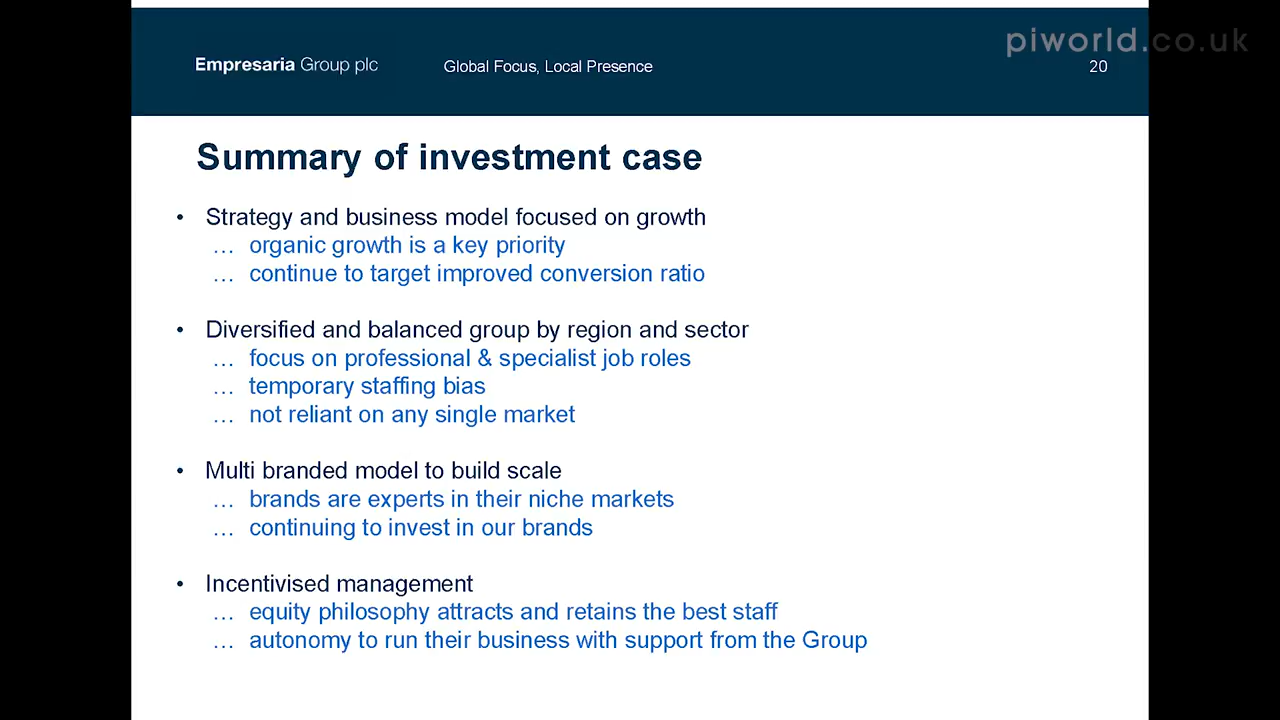 piworld.co.uk
Empresaria Group plc
Global Focus, Local Presence
20
Summary of investment case
• Strategy and business model focused on growth
… organic growth is a key priority
… continue to target improved conversion ratio
• Diversified and balanced group by region and sector
… focus on professional & specialist job roles
… temporary staffing bias
… not reliant on any single market
• Multi branded model to build scale
… brands are experts in their niche markets
… continuing to invest in our brands
• Incentivised management
… equity philosophy attracts and retains the best staff
… autonomy to run their business with support from the Group